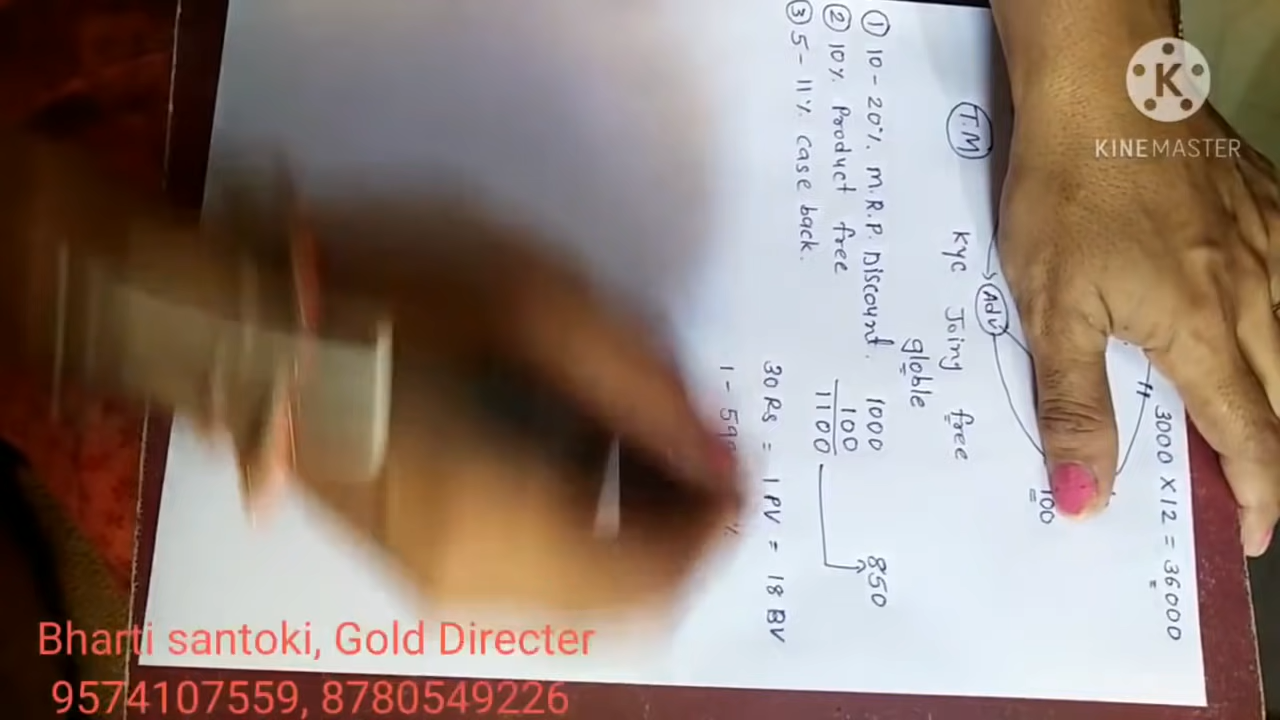 3000 X 12 = 36000
100
T.M
Adv
Kyc Joing free
globle
① 10 - 20% M.R.P. Discount.
② 10% Product free
③ 5 - 11% case back.
1000
100
1100
850
30 Rs = 1 PV = 18 BV
KINEMASTER
Bharti santoki, Gold Directer
9574107559, 8780549226